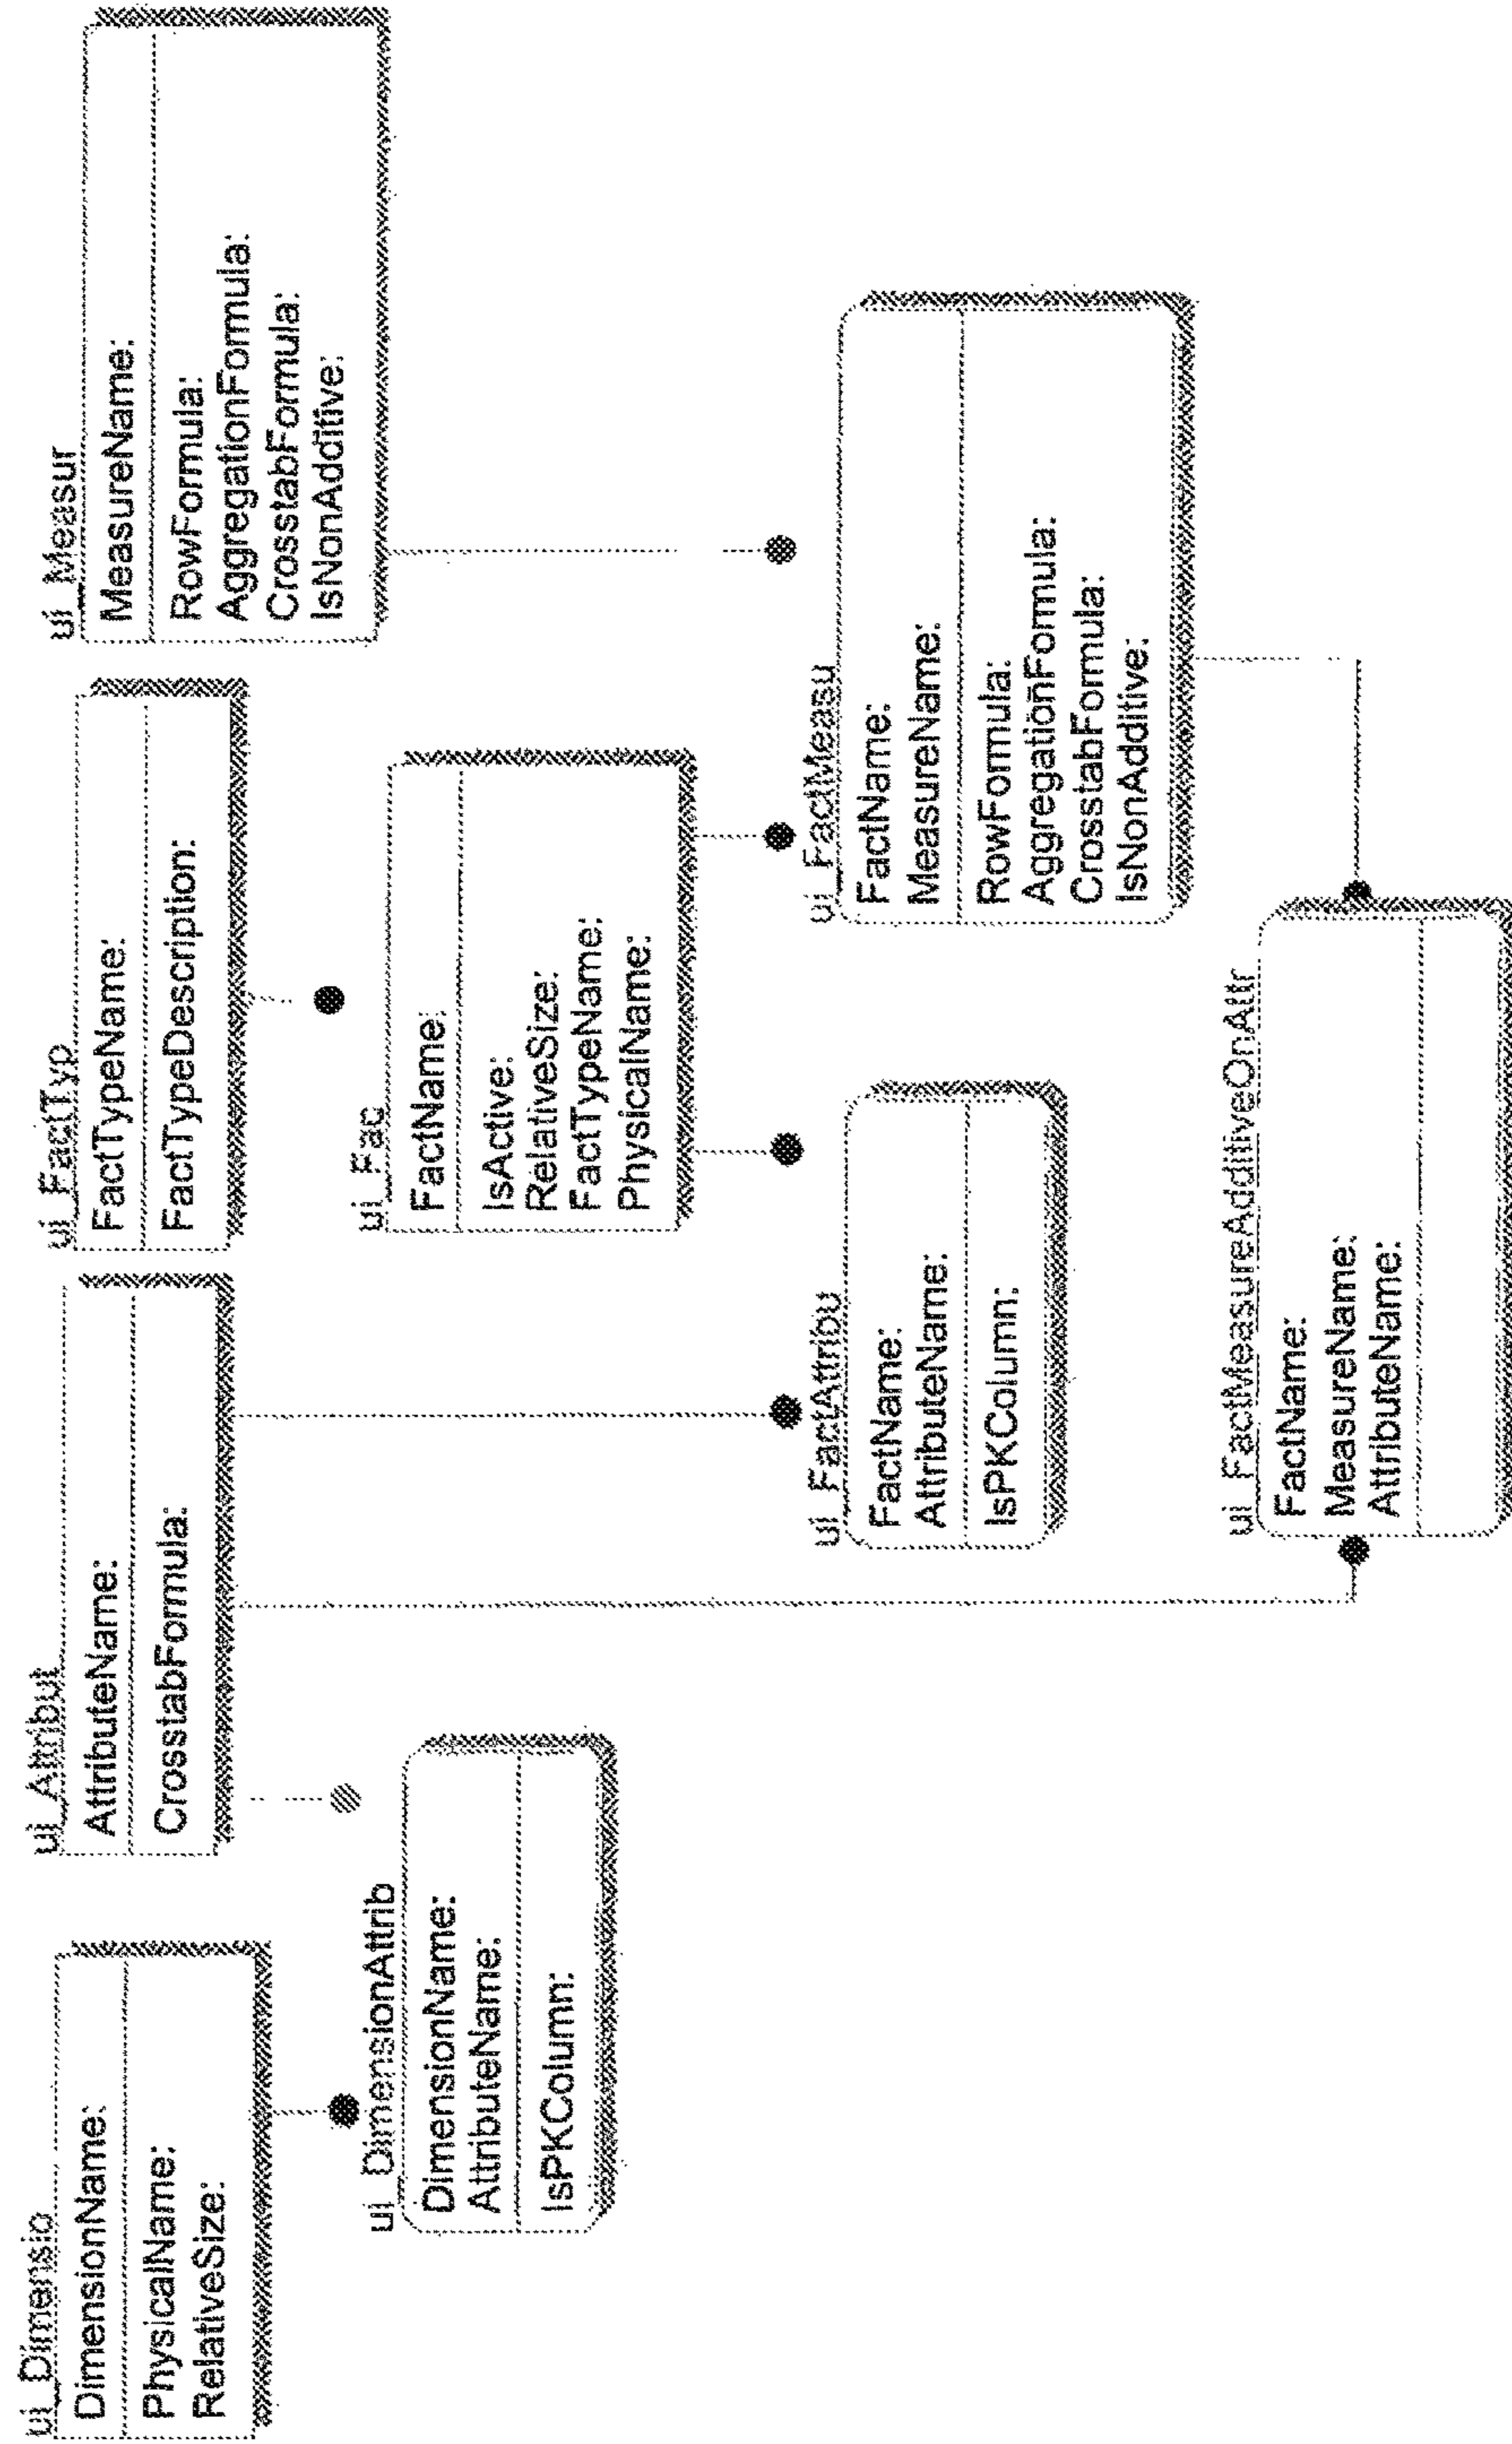 ui_Dimensio
DimensionName:
PhysicalName:
RelativeSize:
ui_Attribut
AttributeName:
CrosstabFormula:
ui_FactTyp
FactTypeName:
FactTypeDescription:
ui_Measur
MeasureName:
RowFormula:
AggregationFormula:
CrosstabFormula:
IsNonAdditive:
ui_DimensionAttrib
DimensionName:
AttributeName:
IsPKColumn:
ui_Fac
FactName:
IsActive:
RelativeSize:
FactTypeName:
PhysicalName:
ui_FactAttribu
FactName:
AttributeName:
IsPKColumn:
ui_FactMeasu
FactName:
MeasureName:
RowFormula:
AggregationFormula:
CrosstabFormula:
IsNonAdditive:
ui_FactMeasureAdditiveOnAttr
FactName:
MeasureName:
AttributeName: